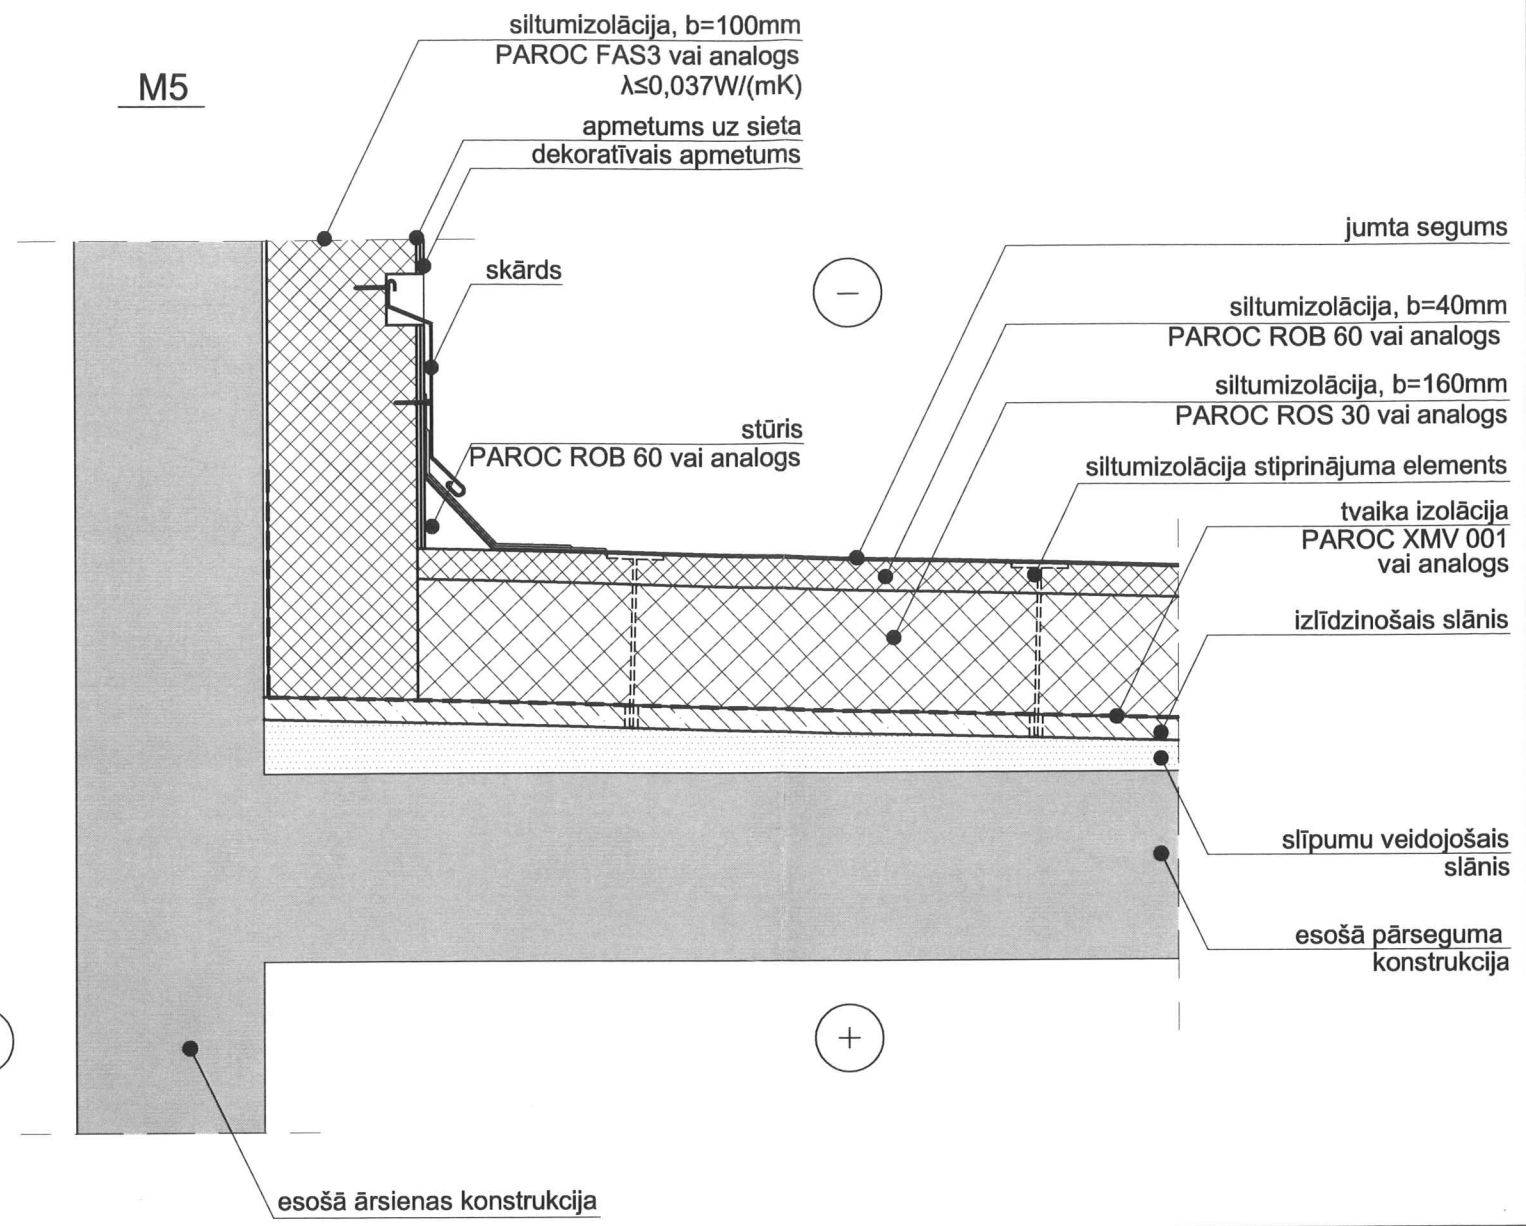 M5
siltumizolācija, b=100mm
PAROC FAS3 vai analogs
λ≤0,037W/(mK)
apmetums uz sieta
dekoratīvais apmetums
skārds
stūris
PAROC ROB 60 vai analogs
jumta segums
siltumizolācija, b=40mm
PAROC ROB 60 vai analogs
siltumizolācija, b=160mm
PAROC ROS 30 vai analogs
siltumizolācija stiprinājuma elements
tvaika izolācija
PAROC XMV 001
vai analogs
izlīdzinošais slānis
slīpumu veidojošais
slānis
esošā pārseguma
konstrukcija
esošā ārsienas konstrukcija
−
+